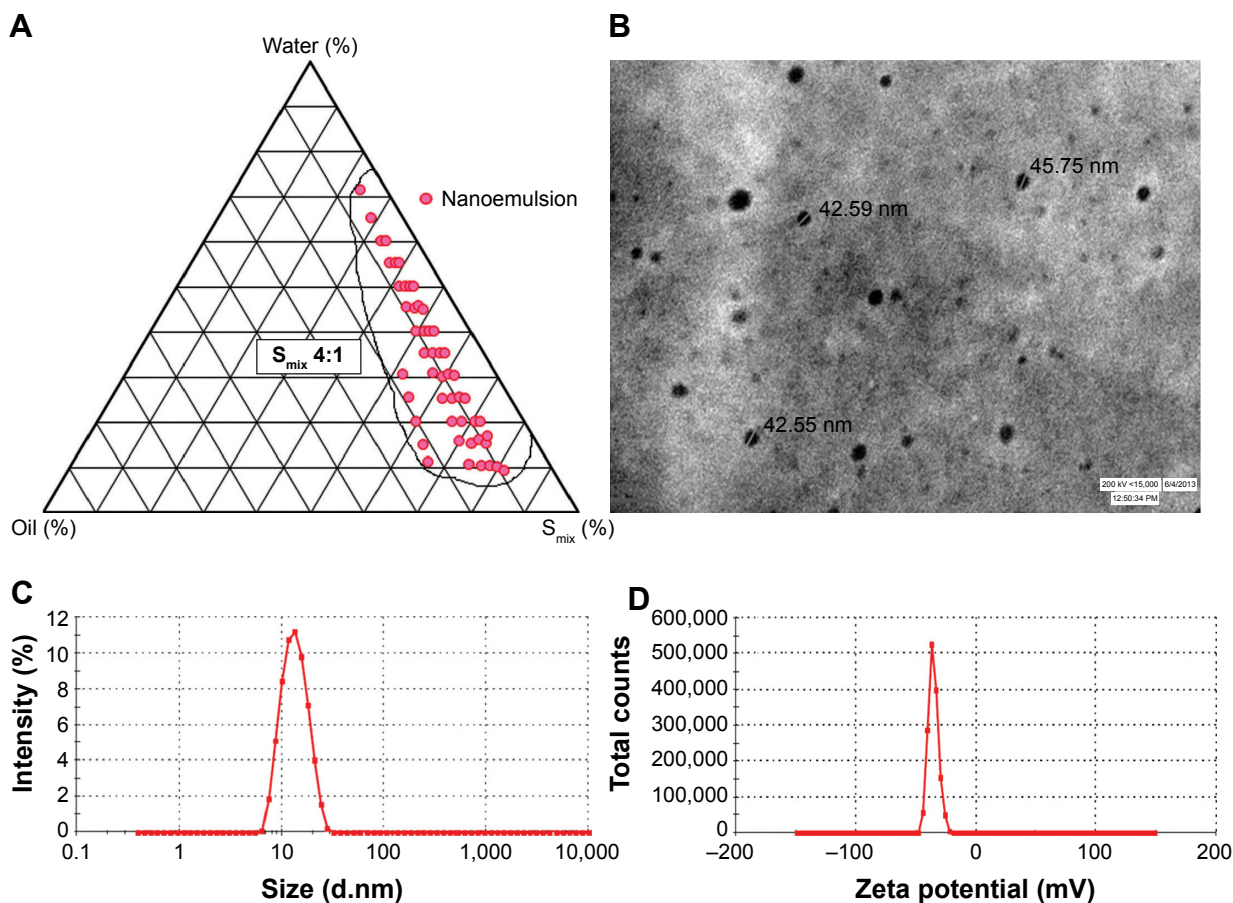 A
Water (%)
Nanoemulsion
S_mix 4:1
Oil (%)
S_mix (%)
B
45.75 nm
42.59 nm
42.55 nm
200 kV <15,000 6/4/2013
12:50:34 PM
C
Intensity (%)
12
10
8
6
4
2
0
0.1 1 10 100 1,000 10,000
Size (d.nm)
D
Total counts
600,000
500,000
400,000
300,000
200,000
100,000
0
–200 –100 0 100 200
Zeta potential (mV)